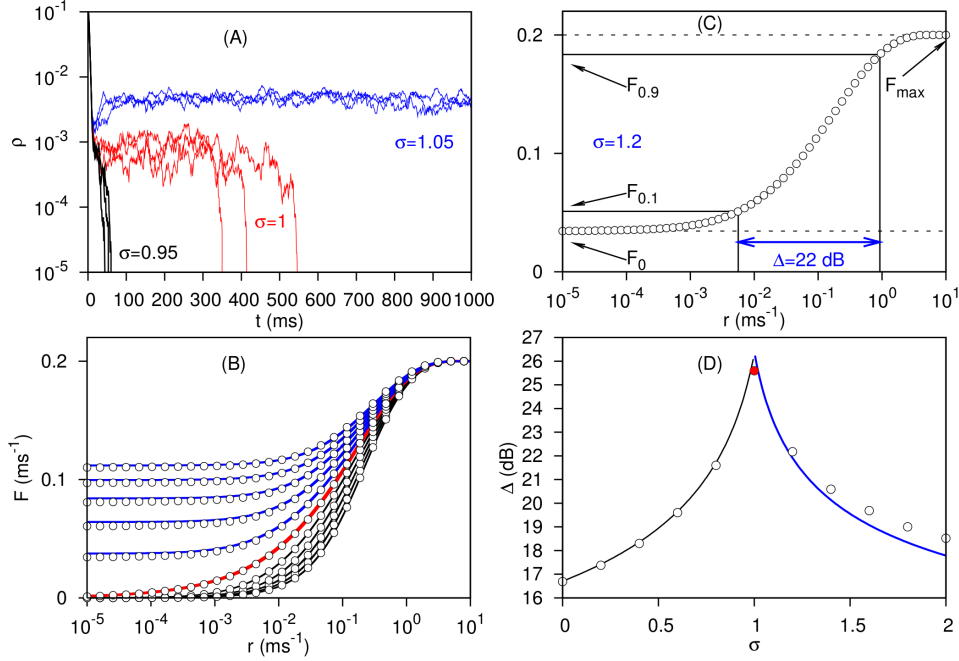 (A)
ρ
10^-1
10^-2
10^-3
10^-4
10^-5
σ=1.05
σ=1
σ=0.95
0 100 200 300 400 500 600 700 800 900 1000
t (ms)
(C)
0.2
0.1
0
F_0.9
F_max
σ=1.2
F_0.1
F_0
Δ=22 dB
10^-5 10^-4 10^-3 10^-2 10^-1 10^0 10^1
r (ms^-1)
(B)
F (ms^-1)
0.2
0.1
0
10^-5 10^-4 10^-3 10^-2 10^-1 10^0 10^1
r (ms^-1)
(D)
Δ (dB)
27
26
25
24
23
22
21
20
19
18
17
16
0 0.5 1 1.5 2
σ